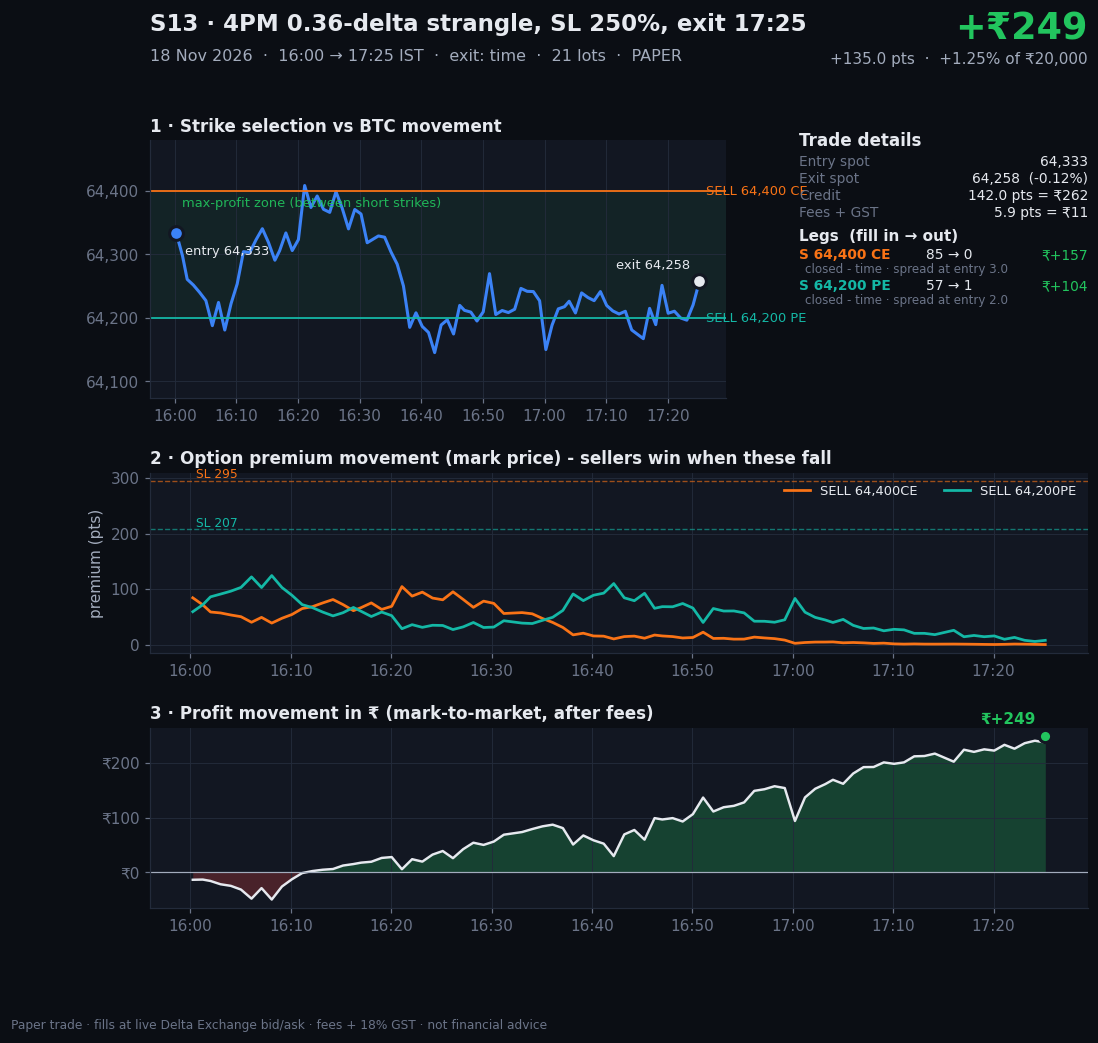 S13 · 4PM 0.36-delta strangle, SL 250%, exit 17:25
+₹249
18 Nov 2026 · 16:00 → 17:25 IST · exit: time · 21 lots · PAPER
+135.0 pts · +1.25% of ₹20,000
1 · Strike selection vs BTC movement
64,400
64,300
64,200
64,100
SELL 64,400 CE
max-profit zone (between short strikes)
entry 64,333
exit 64,258
SELL 64,200 PE
16:00 16:10 16:20 16:30 16:40 16:50 17:00 17:10 17:20
Trade details
Entry spot 64,333
Exit spot 64,258 (-0.12%)
Credit 142.0 pts = ₹262
Fees + GST 5.9 pts = ₹11
Legs (fill in → out)
S 64,400 CE 85 → 0 ₹+157
closed - time · spread at entry 3.0
S 64,200 PE 57 → 1 ₹+104
closed - time · spread at entry 2.0
2 · Option premium movement (mark price) - sellers win when these fall
premium (pts)
300
200
100
0
SL 295
SL 207
SELL 64,400CE SELL 64,200PE
16:00 16:10 16:20 16:30 16:40 16:50 17:00 17:10 17:20
3 · Profit movement in ₹ (mark-to-market, after fees)
₹+249
₹200
₹100
₹0
16:00 16:10 16:20 16:30 16:40 16:50 17:00 17:10 17:20
Paper trade · fills at live Delta Exchange bid/ask · fees + 18% GST · not financial advice